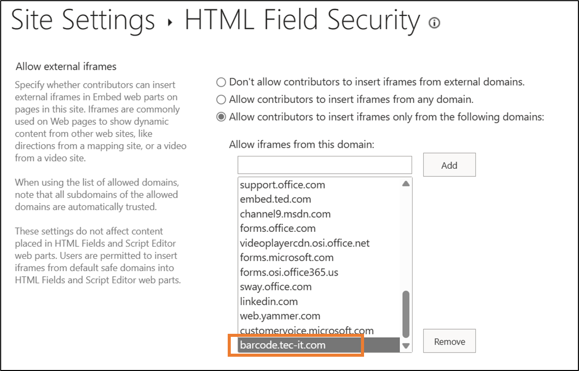 Site Settings › HTML Field Security
Allow external iframes
Specify whether contributors can insert
external iframes in Embed web parts on
pages in this site. Iframes are commonly
used on Web pages to show dynamic
content from other web sites, like
directions from a mapping site, or a video
from a video site.
When using the list of allowed domains,
note that all subdomains of the allowed
domains are automatically trusted.
These settings do not affect content
placed in HTML Fields and Script Editor
web parts. Users are permitted to insert
iframes from default safe domains into
HTML Fields and Script Editor web parts.
Don't allow contributors to insert iframes from external domains.
Allow contributors to insert iframes from any domain.
Allow contributors to insert iframes only from the following domains:
Allow iframes from this domain:
Add
support.office.com
embed.ted.com
channel9.msdn.com
forms.office.com
videoplayercdn.osi.office.net
forms.microsoft.com
forms.osi.office365.us
sway.office.com
linkedin.com
web.yammer.com
customervoice.microsoft.com
barcode.tec-it.com
Remove